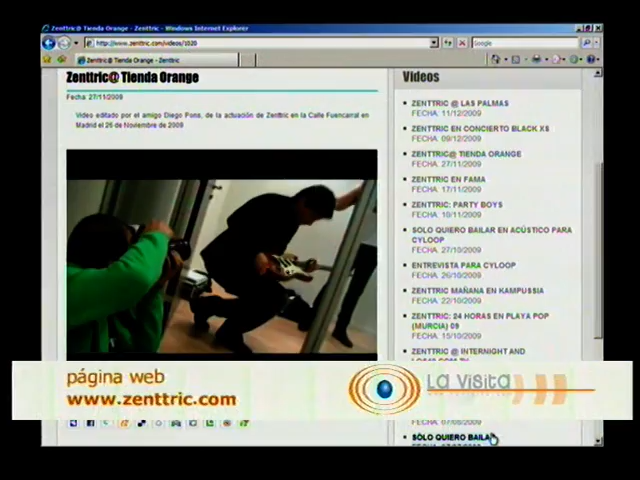 Zenttric@ Tienda Orange - Zenttric - Windows Internet Explorer
http://www.zenttric.com/videos/1020
Google
Zenttric@ Tienda Orange - Zenttric
Zenttric@ Tienda Orange
Fecha: 27/11/2009
Video editado por el amigo Diego Pons, de la actuación de Zenttric en la Calle Fuencarral en
Madrid el 26 de Noviembre de 2009
Videos
ZENTTRIC @ LAS PALMAS
FECHA: 11/12/2009
ZENTTRIC EN CONCIERTO BLACK XS
FECHA: 09/12/2009
ZENTTRIC@ TIENDA ORANGE
FECHA: 27/11/2009
ZENTTRIC EN FAMA
FECHA: 17/11/2009
ZENTTRIC: PARTY BOYS
FECHA: 10/11/2009
SOLO QUIERO BAILAR EN ACÚSTICO PARA
CYLOOP
FECHA: 27/10/2009
ENTREVISTA PARA CYLOOP
FECHA: 26/10/2009
ZENTTRIC MAÑANA EN KAMPUSSIA
FECHA: 22/10/2009
ZENTTRIC: 24 HORAS EN PLAYA POP
(MURCIA) 09
FECHA: 15/10/2009
ZENTTRIC @ INTERNIGHT AND
página web
www.zenttric.com
La Visita
SÓLO QUIERO BAILA